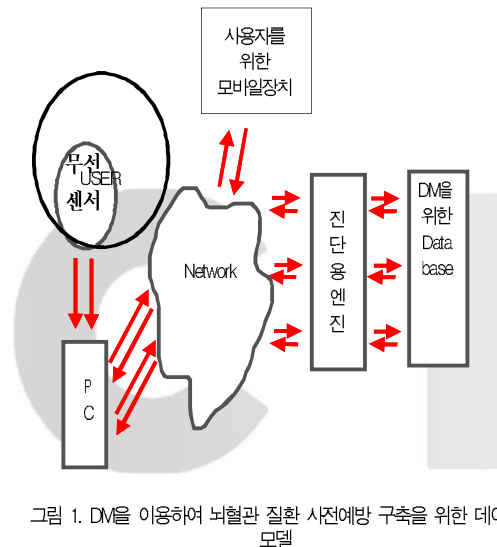 사용자를
위한
모바일장치
무선
USER
센서
Network
진
단
용
엔
진
DM을
위한
Data
base
P
C
그림 1. DM을 이용하여 뇌혈관 질환 사전예방 구축을 위한 데이
모델